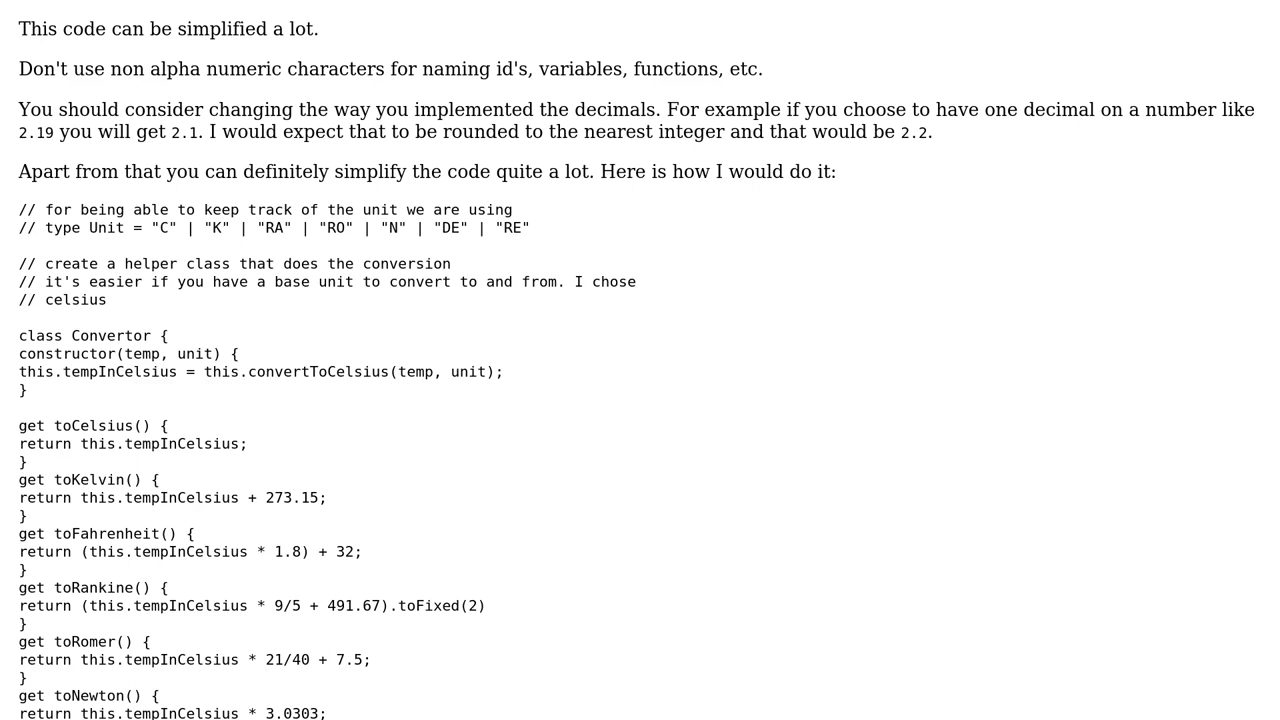 This code can be simplified a lot.
Don't use non alpha numeric characters for naming id's, variables, functions, etc.
You should consider changing the way you implemented the decimals. For example if you choose to have one decimal on a number like
2.19 you will get 2.1. I would expect that to be rounded to the nearest integer and that would be 2.2.
Apart from that you can definitely simplify the code quite a lot. Here is how I would do it:
// for being able to keep track of the unit we are using
// type Unit = "C" | "K" | "RA" | "RO" | "N" | "DE" | "RE"
// create a helper class that does the conversion
// it's easier if you have a base unit to convert to and from. I chose
// celsius
class Convertor {
constructor(temp, unit) {
this.tempInCelsius = this.convertToCelsius(temp, unit);
}
get toCelsius() {
return this.tempInCelsius;
}
get toKelvin() {
return this.tempInCelsius + 273.15;
}
get toFahrenheit() {
return (this.tempInCelsius * 1.8) + 32;
}
get toRankine() {
return (this.tempInCelsius * 9/5 + 491.67).toFixed(2)
}
get toRomer() {
return this.tempInCelsius * 21/40 + 7.5;
}
get toNewton() {
return this.tempInCelsius * 3.0303;